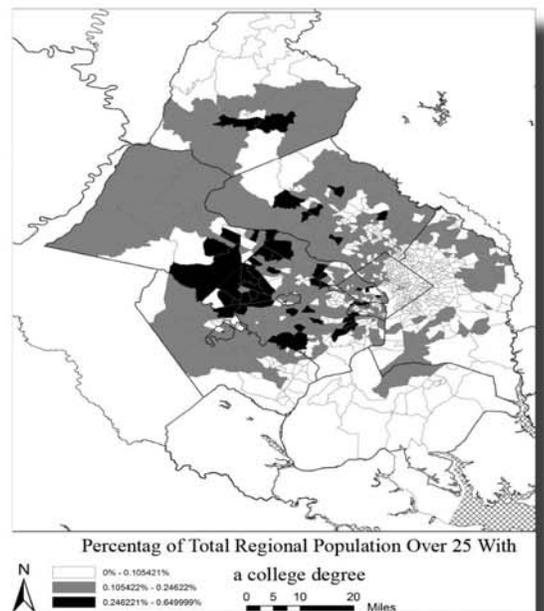 Percentag of Total Regional Population Over 25 With
a college degree
N
0% - 0.105421%
0.105422% - 0.24622%
0.246221% - 0.649999%
0 5 10 20
Miles